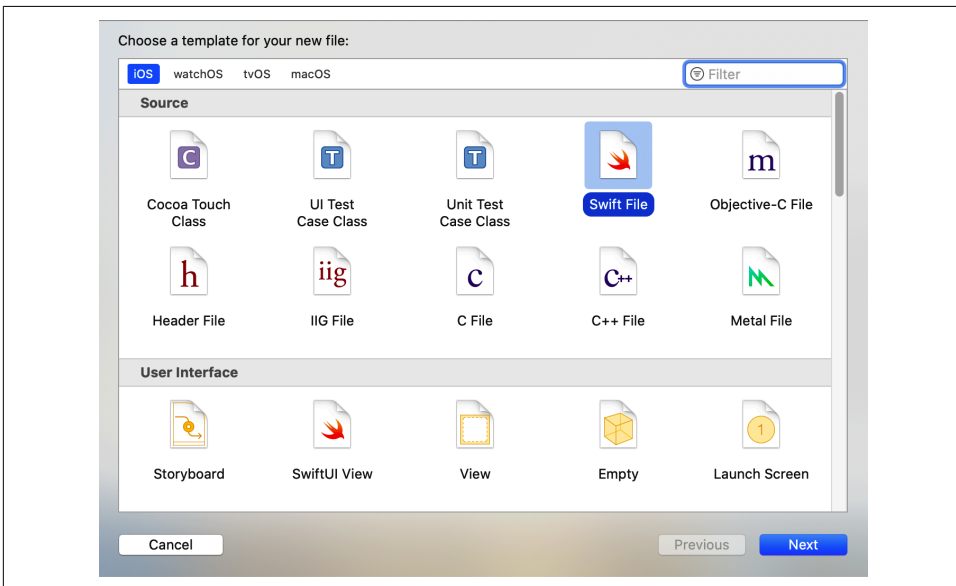 Choose a template for your new file:
iOS watchOS tvOS macOS Filter
Source
C T T m
Cocoa Touch Class
UI Test Case Class
Unit Test Case Class
Swift File
Objective-C File
h iig c C++
Header File
IIG File
C File
C++ File
Metal File
User Interface
1
Storyboard
SwiftUI View
View
Empty
Launch Screen
Cancel Previous Next